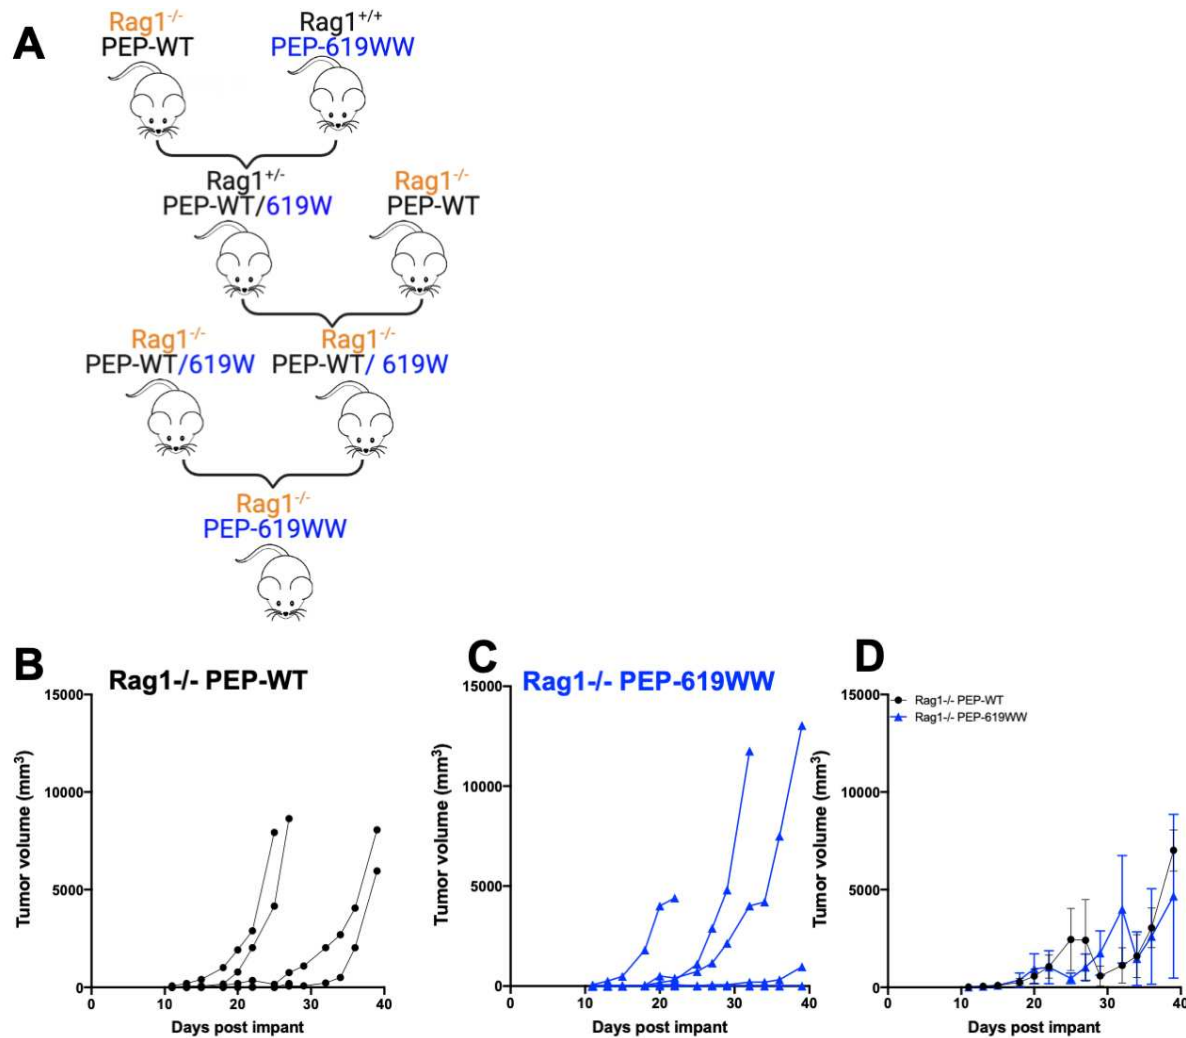 A
Rag1-/-
PEP-WT
Rag1+/+
PEP-619WW
Rag1+/-
PEP-WT/619W
Rag1-/-
PEP-WT
Rag1-/-
PEP-WT/619W
Rag1-/-
PEP-WT/ 619W
Rag1-/-
PEP-619WW
B
Rag1-/- PEP-WT
Tumor volume (mm3)
15000
10000
5000
0
0
10
20
30
40
Days post impant
C
Rag1-/- PEP-619WW
Tumor volume (mm3)
15000
10000
5000
0
0
10
20
30
40
Days post impant
D
Rag1-/- PEP-WT
Rag1-/- PEP-619WW
Tumor volume (mm3)
15000
10000
5000
0
0
10
20
30
40
Days post impant